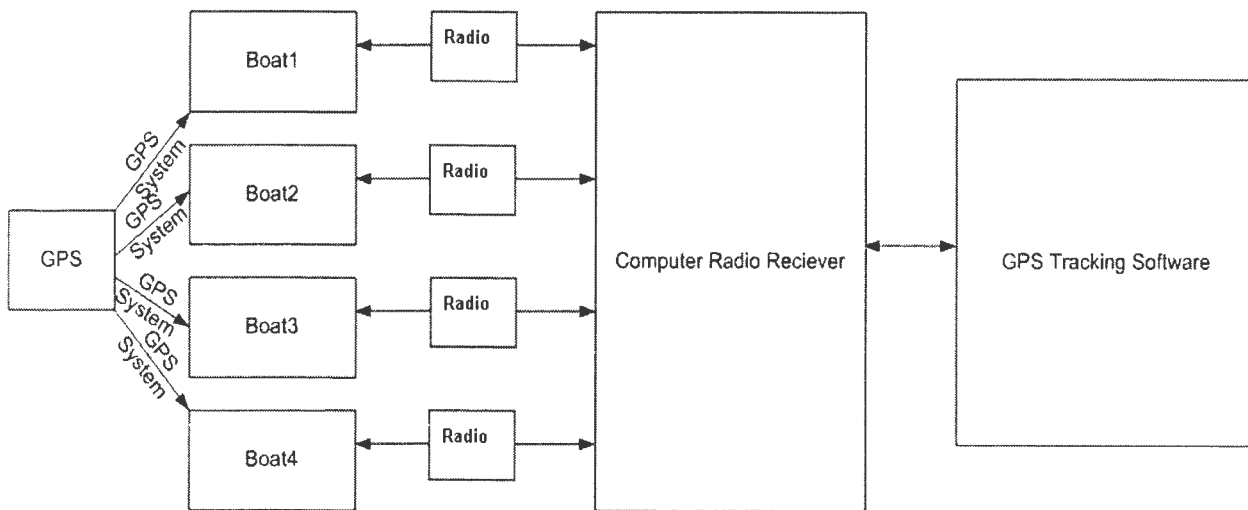 GPS
GPS
System
GPS
System
GPS
System
GPS
System
Boat1
Boat2
Boat3
Boat4
Radio
Radio
Radio
Radio
Computer Radio Reciever
GPS Tracking Software